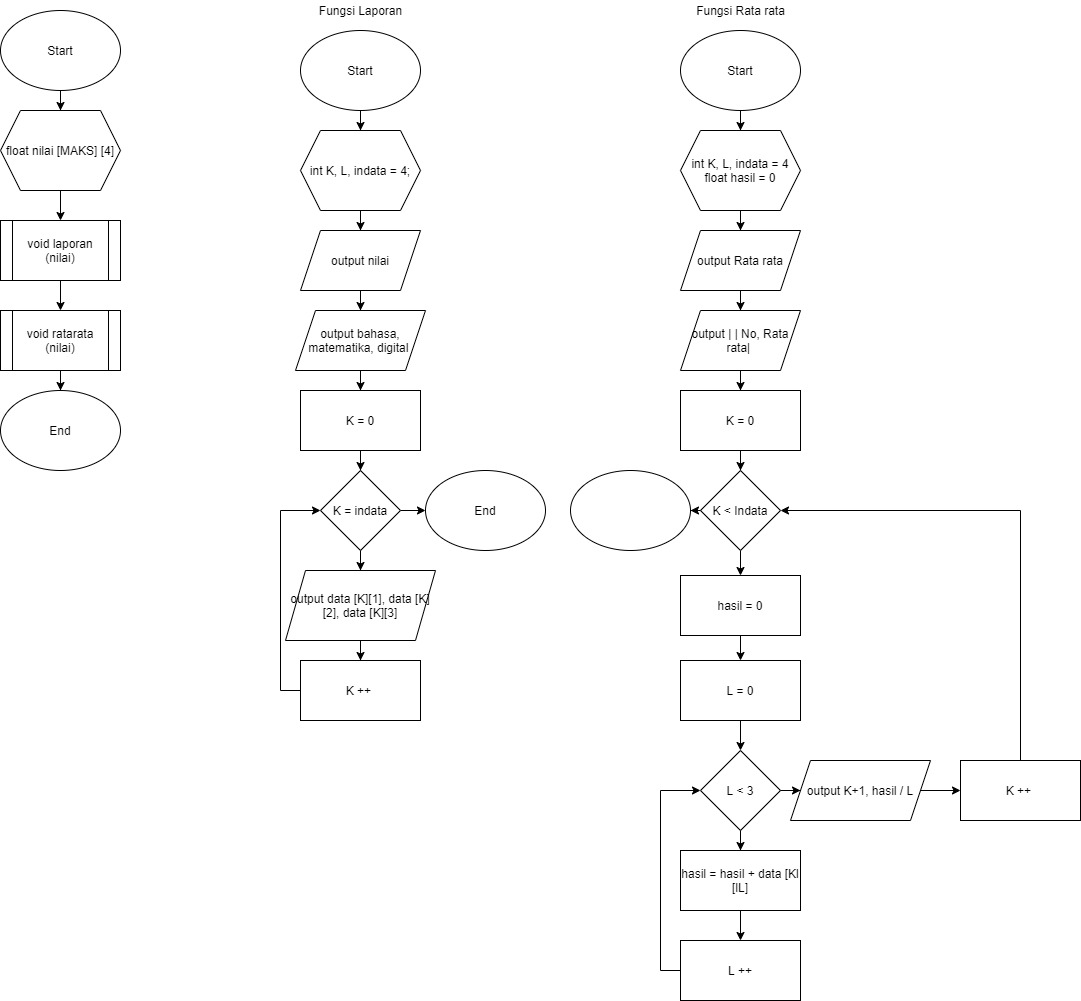 Start
float nilai [MAKS] [4]
void laporan
(nilai)
void ratarata
(nilai)
End
Fungsi Laporan
Start
int K, L, indata = 4;
output nilai
output bahasa,
matematika, digital
K = 0
K = indata
End
output data [K][1], data [K]
[2], data [K][3]
K ++
Fungsi Rata rata
Start
int K, L, indata = 4
float hasil = 0
output Rata rata
output | | No, Rata
rata|
K = 0
K < Indata
hasil = 0
L = 0
L < 3
output K+1, hasil / L
K ++
hasil = hasil + data [KI
[IL]
L ++